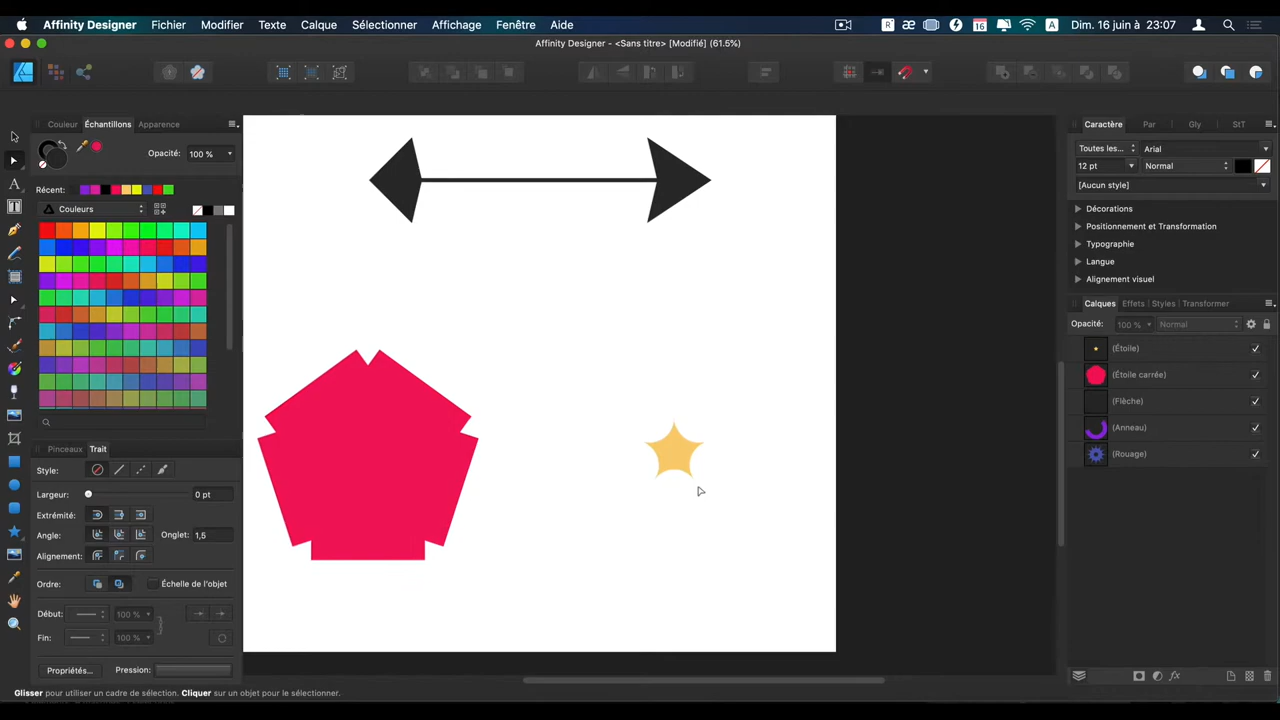 Affinity Designer Fichier Modifier Texte Calque Sélectionner Affichage Fenêtre Aide
16 A Dim. 16 juin à 23:07
Affinity Designer - <Sans titre> [Modifié] (61.5%)
Couleur Échantillons Apparence
Opacité: 100 %
Récent:
Couleurs
Pinceaux Trait
Style:
Largeur: 0 pt
Extrémité:
Angle: Onglet: 1,5
Alignement:
Ordre: Échelle de l'objet
Début: 100 %
Fin: 100 %
Propriétés... Pression:
Glisser pour utiliser un cadre de sélection. Cliquer sur un objet pour le sélectionner.
Caractère Par Gly StT
Toutes les... Arial
12 pt Normal
[Aucun style]
Décorations
Positionnement et Transformation
Typographie
Langue
Alignement visuel
Calques Effets Styles Transformer
Opacité: 100 % Normal
(Étoile)
(Étoile carrée)
(Flèche)
(Anneau)
(Rouage)